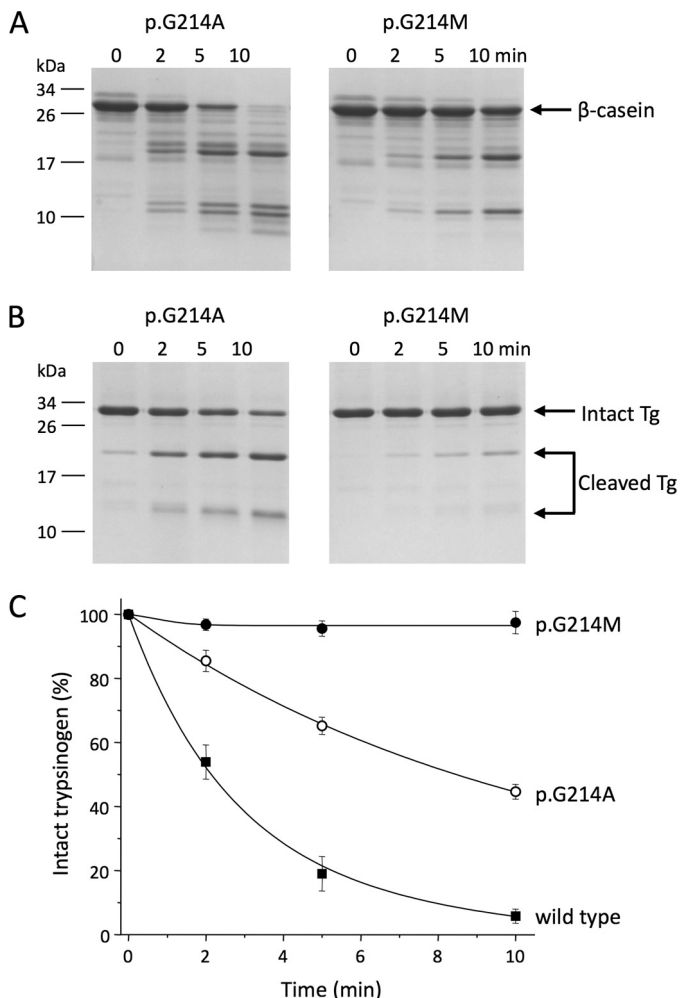 A
p.G214A
p.G214M
0 2 5 10
0 2 5 10 min
kDa
34
26
17
10
β-casein
B
p.G214A
p.G214M
0 2 5 10
0 2 5 10 min
kDa
34
26
17
10
Intact Tg
Cleaved Tg
C
Intact trypsinogen (%)
100
80
60
40
20
0
p.G214M
p.G214A
wild type
0 2 4 6 8 10
Time (min)